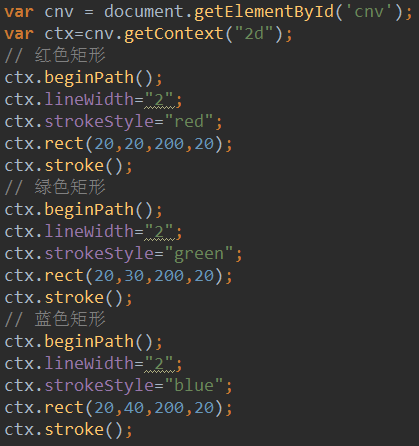 var cnv = document.getElementById('cnv');
var ctx=cnv.getContext("2d");
// 红色矩形
ctx.beginPath();
ctx.lineWidth="2";
ctx.strokeStyle="red";
ctx.rect(20,20,200,20);
ctx.stroke();
// 绿色矩形
ctx.beginPath();
ctx.lineWidth="2";
ctx.strokeStyle="green";
ctx.rect(20,30,200,20);
ctx.stroke();
// 蓝色矩形
ctx.beginPath();
ctx.lineWidth="2";
ctx.strokeStyle="blue";
ctx.rect(20,40,200,20);
ctx.stroke();